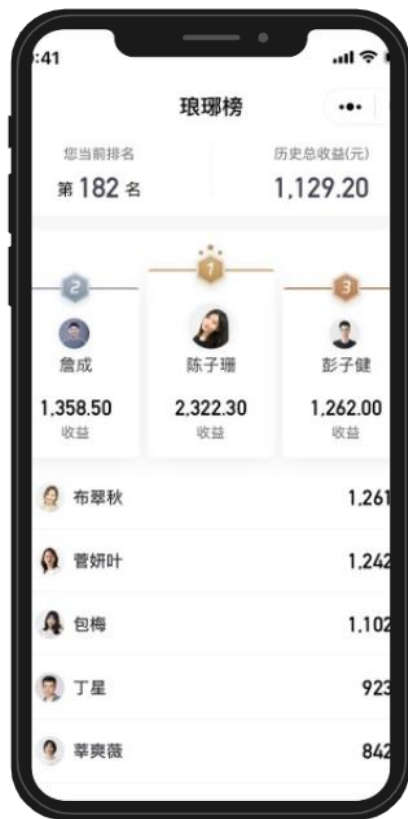 :41
琅琊榜
您当前排名
历史总收益(元)
第 182 名
1,129.20
1
2
3
詹成
陈子珊
彭子健
1,358.50
2,322.30
1,262.00
收益
收益
收益
布翠秋
1,261
菅妍叶
1,242
包梅
1,102
丁星
923
莘爽薇
842